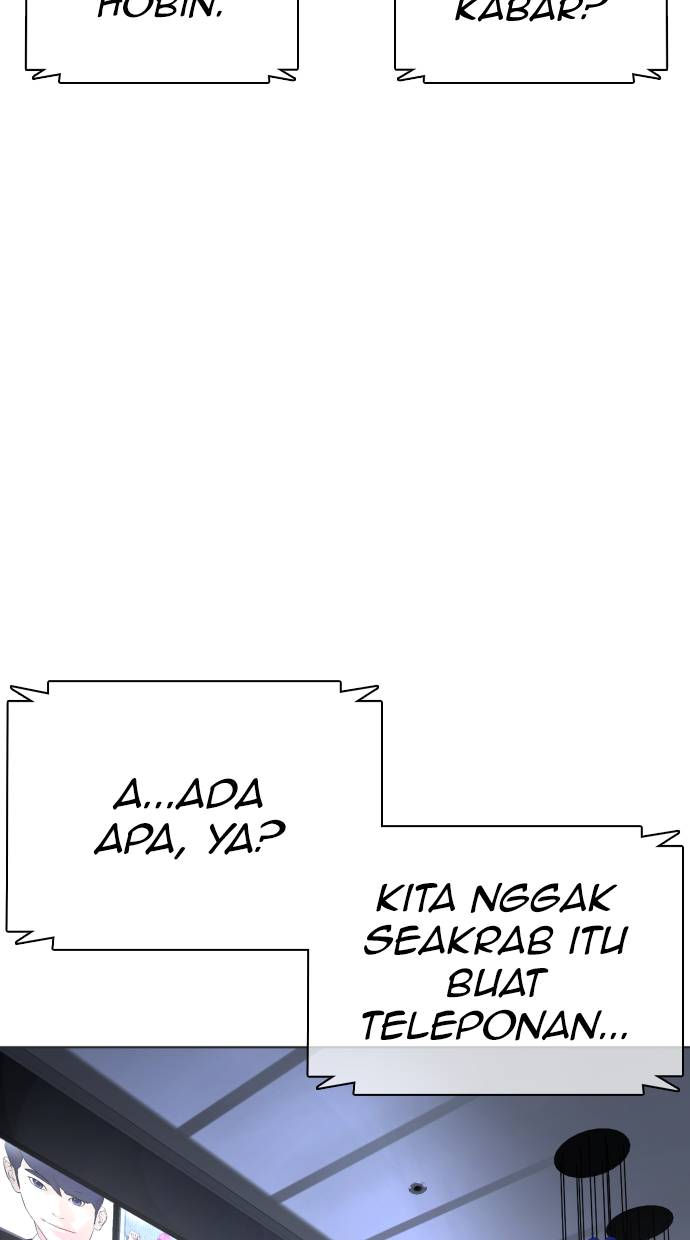 HOBIN.
KABAR?
A...ADA
APA, YA?
KITA NGGAK
SEAKRAB ITU
BUAT
TELEPONAN...